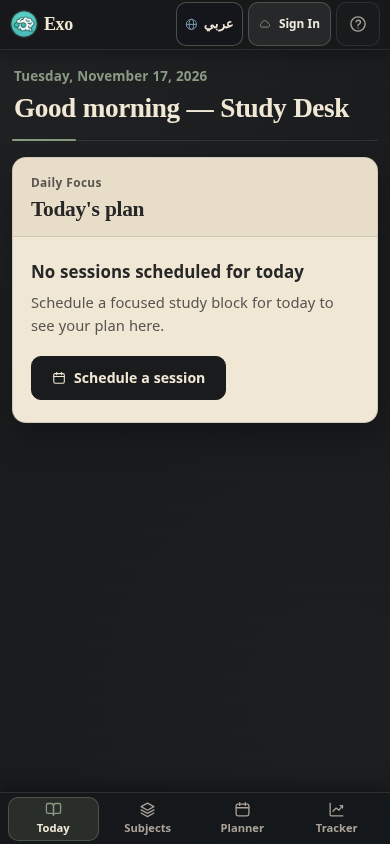 Exo
عربي
Sign In
Tuesday, November 17, 2026
Good morning — Study Desk
Daily Focus
Today's plan
No sessions scheduled for today
Schedule a focused study block for today to
see your plan here.
Schedule a session
Today
Subjects
Planner
Tracker